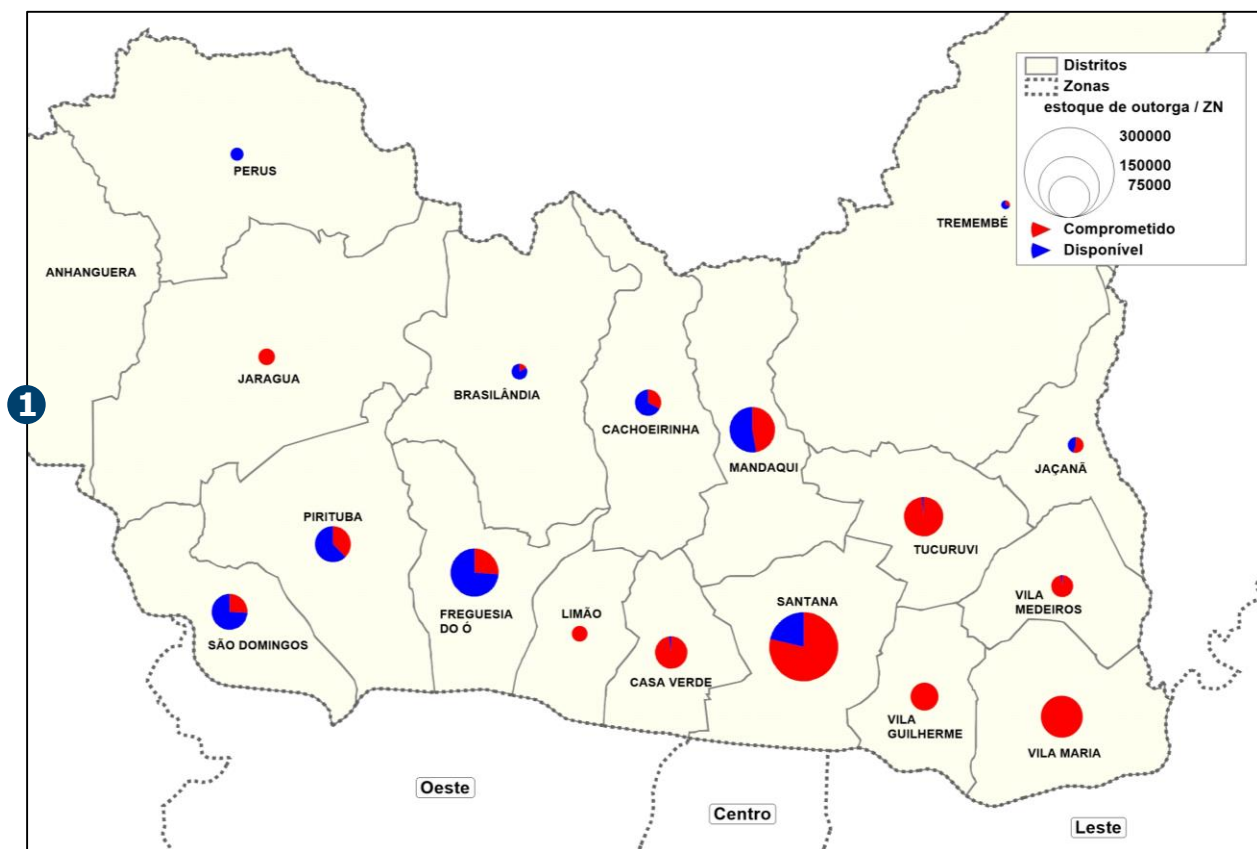 Distritos
Zonas
estoque de outorga / ZN
300000
150000
75000
Comprometido
Disponível
PERUS
TREMEMBÉ
ANHANGUERA
JARAGUA
BRASILÂNDIA
CACHOEIRINHA
MANDAQUI
JAÇANÃ
1
PIRITUBA
TUCURUVI
SANTANA
VILA
MEDEIROS
FREGUESIA
DO Ó
LIMÃO
SÃO DOMINGOS
CASA VERDE
VILA
GUILHERME
VILA MARIA
Oeste
Centro
Leste